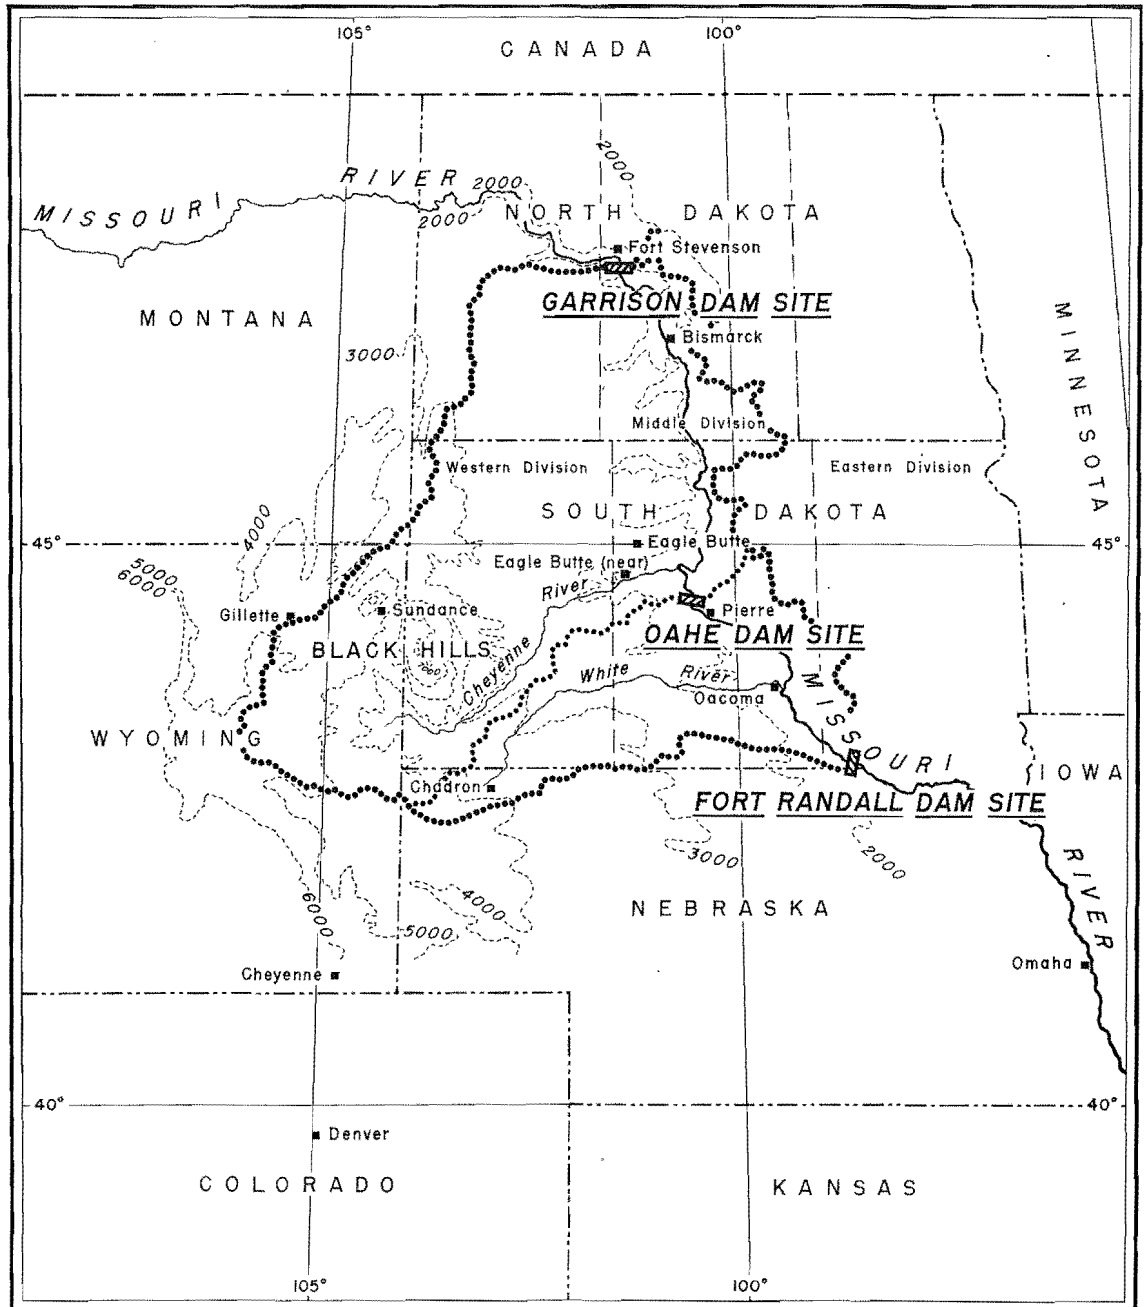 105°
100°
CANADA
2000
MISSOURI RIVER
2000
2000
NORTH DAKOTA
Fort Stevenson
GARRISON DAM SITE
MONTANA
MINNESOTA
Bismarck
3000
Middle Division
Western Division
Eastern Division
SOUTH DAKOTA
4000
45°
Eagle Butte
45°
Eagle Butte (near)
5000
6000
Gillette
Sundance
Pierre
BLACK HILLS
OAHE DAM SITE
7000
Cheyenne River
White River
Oacoma
MISSOURI RIVER
WYOMING
IOWA
Chadron
FORT RANDALL DAM SITE
3000
2000
4000
6000
5000
NEBRASKA
Cheyenne
Omaha
40°
40°
Denver
COLORADO
KANSAS
105°
100°